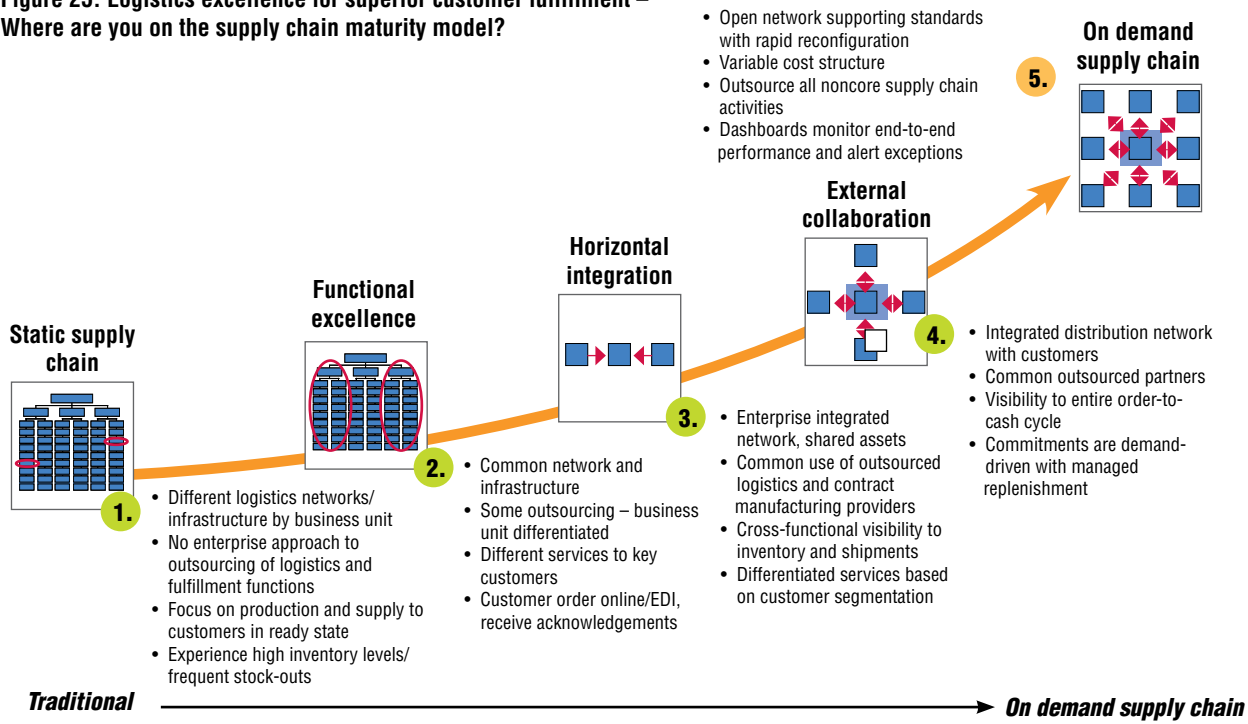 Figure 25: Logistics excellence for superior customer fulfillment –
Where are you on the supply chain maturity model?
Static supply
chain
1.
• Different logistics networks/
infrastructure by business unit
• No enterprise approach to
outsourcing of logistics and
fulfillment functions
• Focus on production and supply to
customers in ready state
• Experience high inventory levels/
frequent stock-outs
Functional
excellence
2.
• Common network and
infrastructure
• Some outsourcing – business
unit differentiated
• Different services to key
customers
• Customer order online/EDI,
receive acknowledgements
Horizontal
integration
3.
• Enterprise integrated
network, shared assets
• Common use of outsourced
logistics and contract
manufacturing providers
• Cross-functional visibility to
inventory and shipments
• Differentiated services based
on customer segmentation
External
collaboration
4.
• Integrated distribution network
with customers
• Common outsourced partners
• Visibility to entire order-to-
cash cycle
• Commitments are demand-
driven with managed
replenishment
On demand
supply chain
5.
• Open network supporting standards
with rapid reconfiguration
• Variable cost structure
• Outsource all noncore supply chain
activities
• Dashboards monitor end-to-end
performance and alert exceptions
Traditional
On demand supply chain